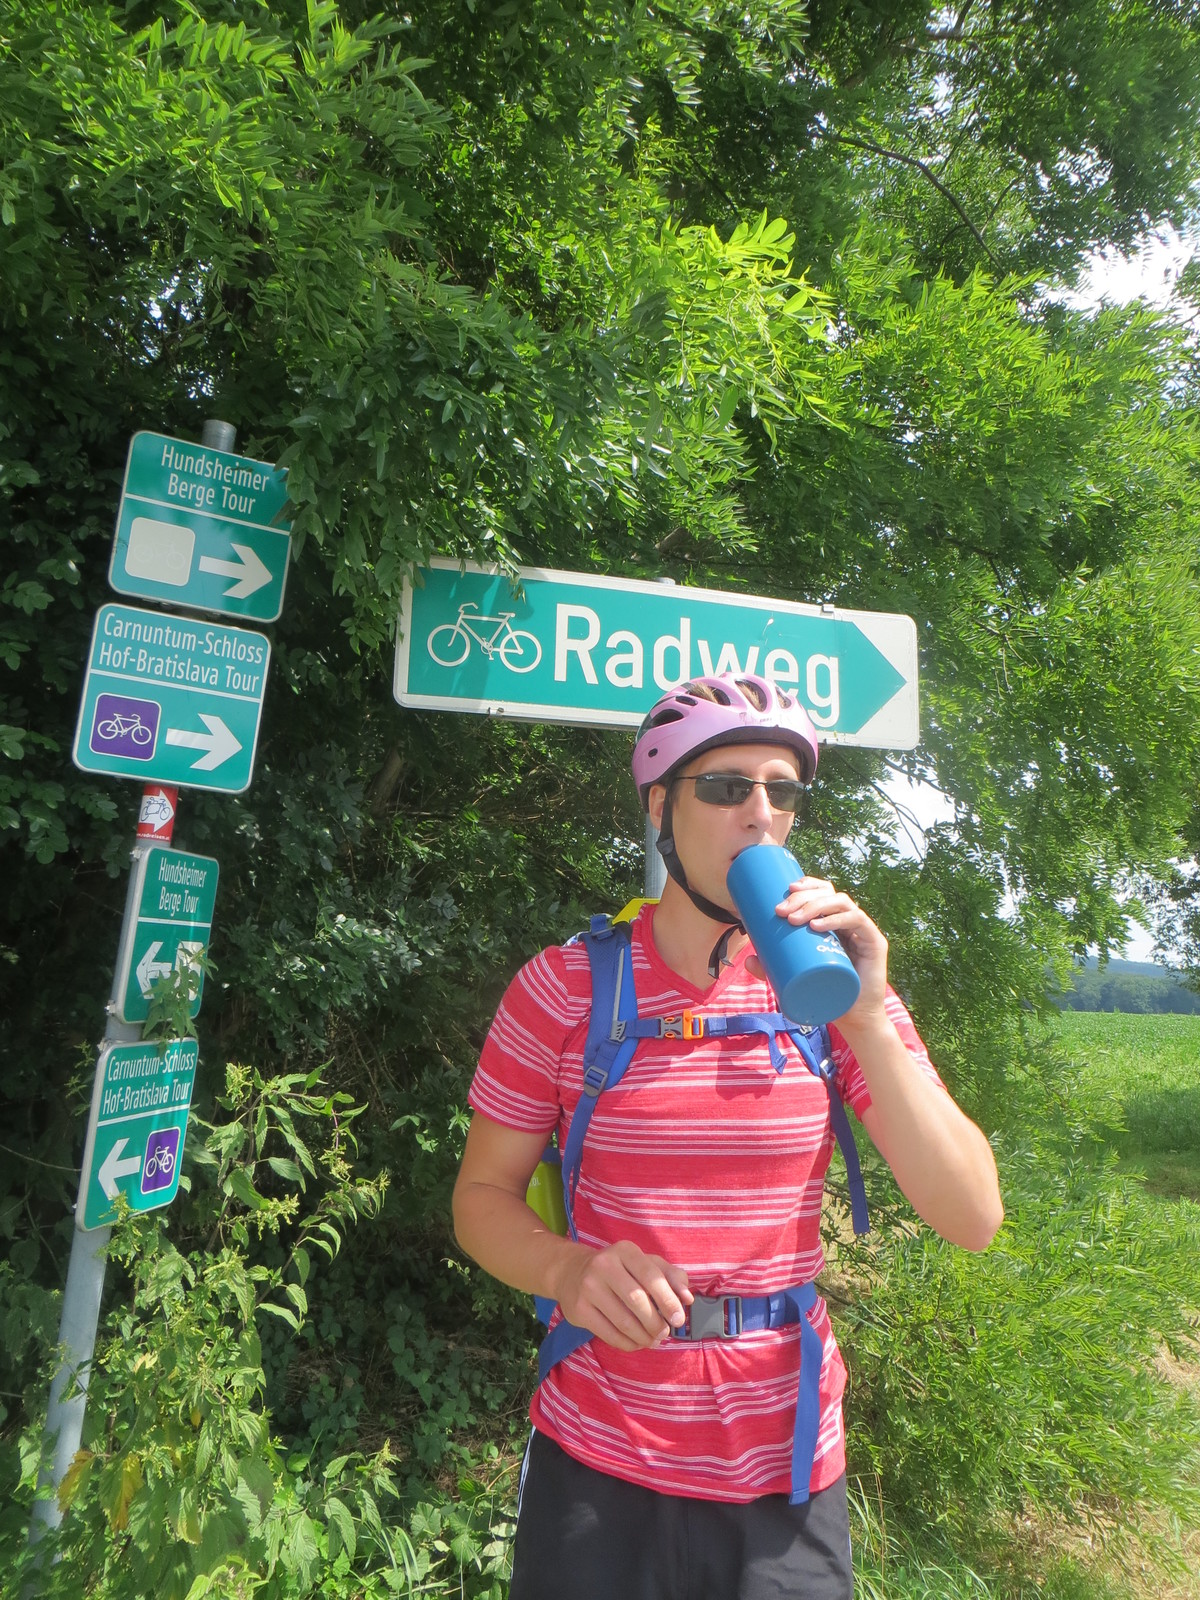 Hundsheimer
Berge Tour
Carnuntum-Schloss
Hof-Bratislava Tour
Hundsheimer
Berge Tour
Carnuntum-Schloss
Hof-Bratislava Tour
Radweg